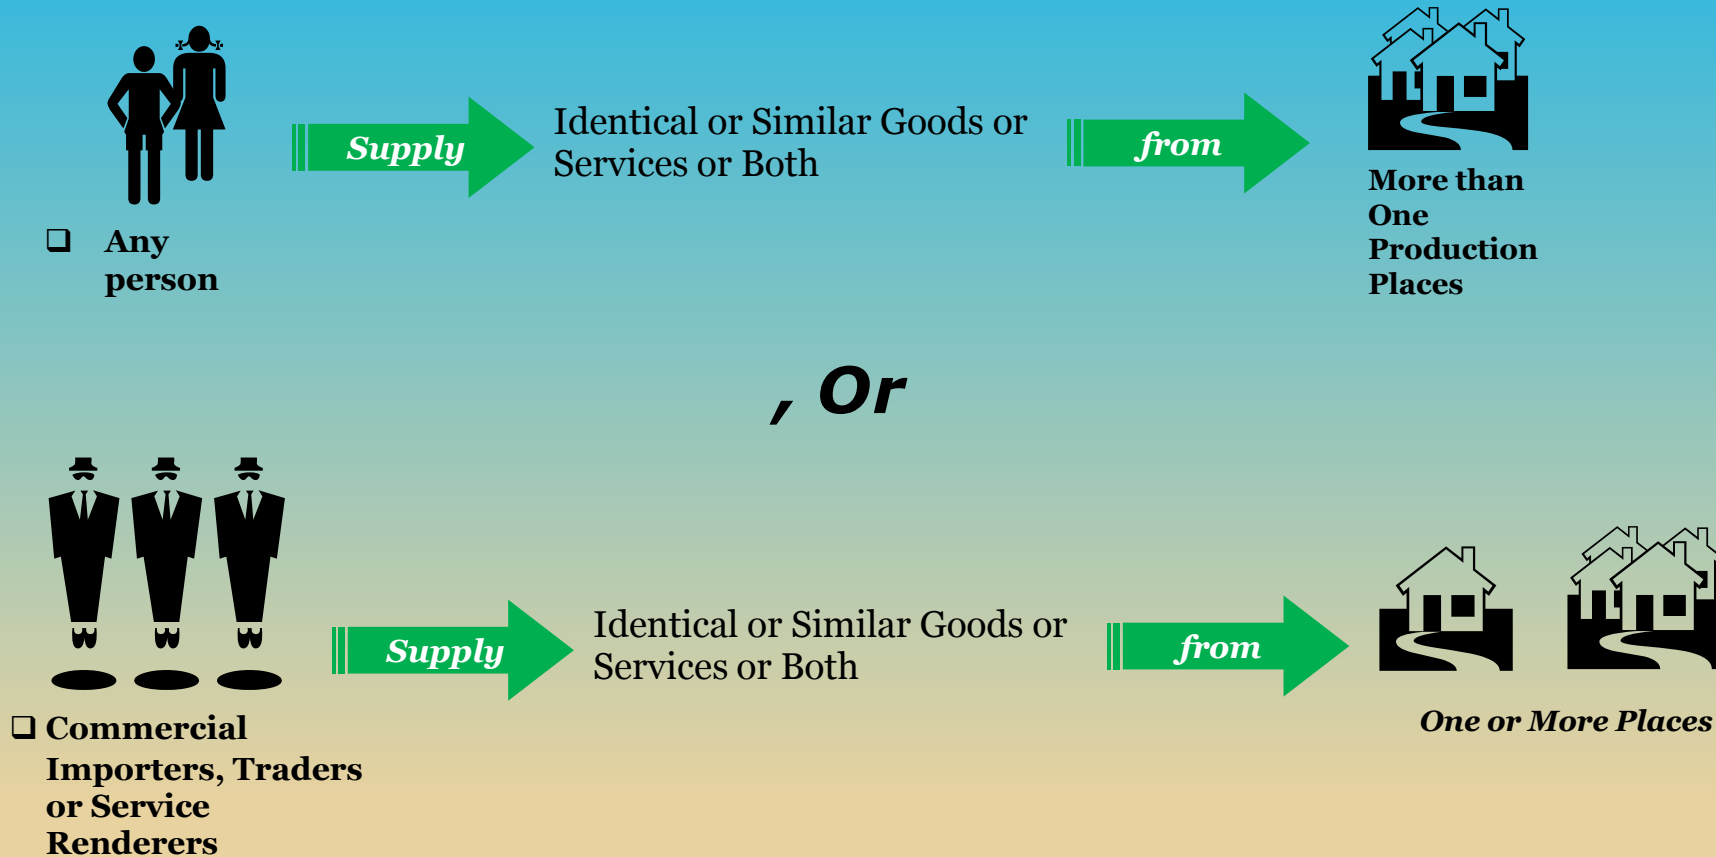 Supply
Identical or Similar Goods or
Services or Both
from
More than
One
Production
Places
❑ Any
person
, Or
Supply
Identical or Similar Goods or
Services or Both
from
One or More Places
❑ Commercial
Importers, Traders
or Service
Renderers